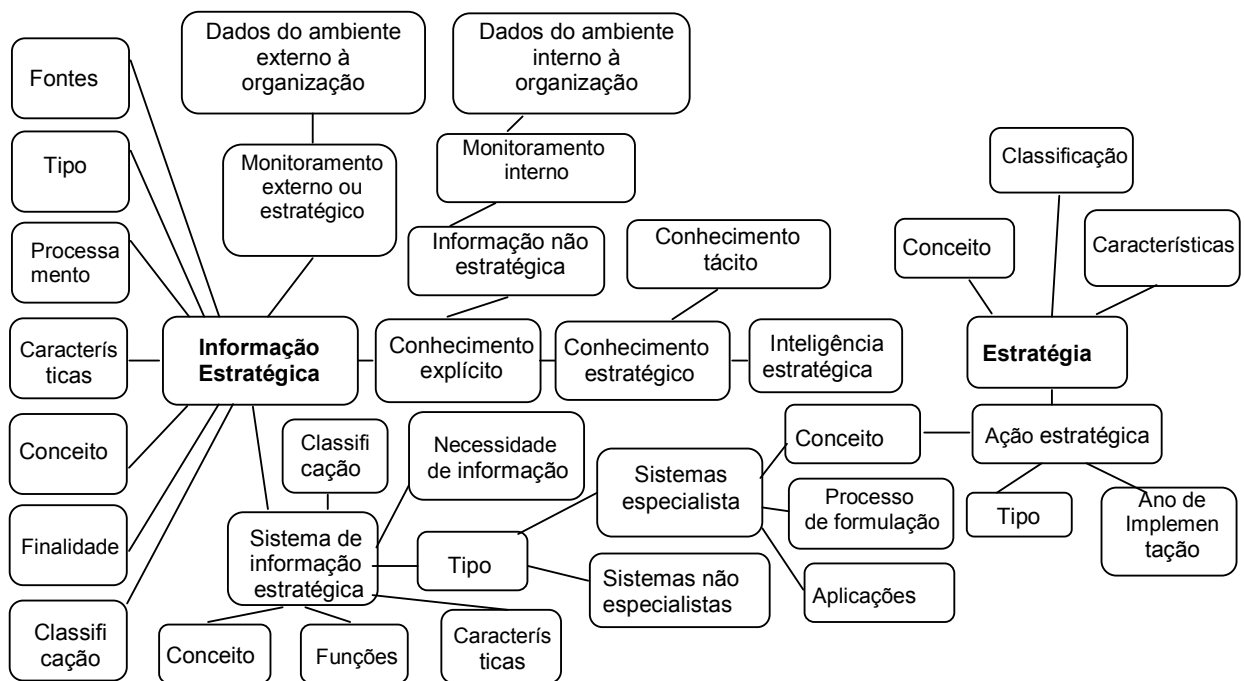 Fontes
Tipo
Processa
mento
Caracterís
ticas
Conceito
Finalidade
Classifi
cação
Dados do ambiente
externo à
organização
Monitoramento
externo ou
estratégico
Dados do ambiente
interno à
organização
Monitoramento
interno
Informação não
estratégica
Conhecimento
tácito
Informação
Estratégica
Conhecimento
explícito
Conhecimento
estratégico
Inteligência
estratégica
Classificação
Conceito
Características
Estratégia
Ação estratégica
Conceito
Tipo
Ano de
Implemen
tação
Classifi
cação
Necessidade
de informação
Sistema de
informação
estratégica
Tipo
Sistemas
especialista
Processo
de formulação
Aplicações
Sistemas não
especialistas
Conceito
Funções
Caracterís
ticas